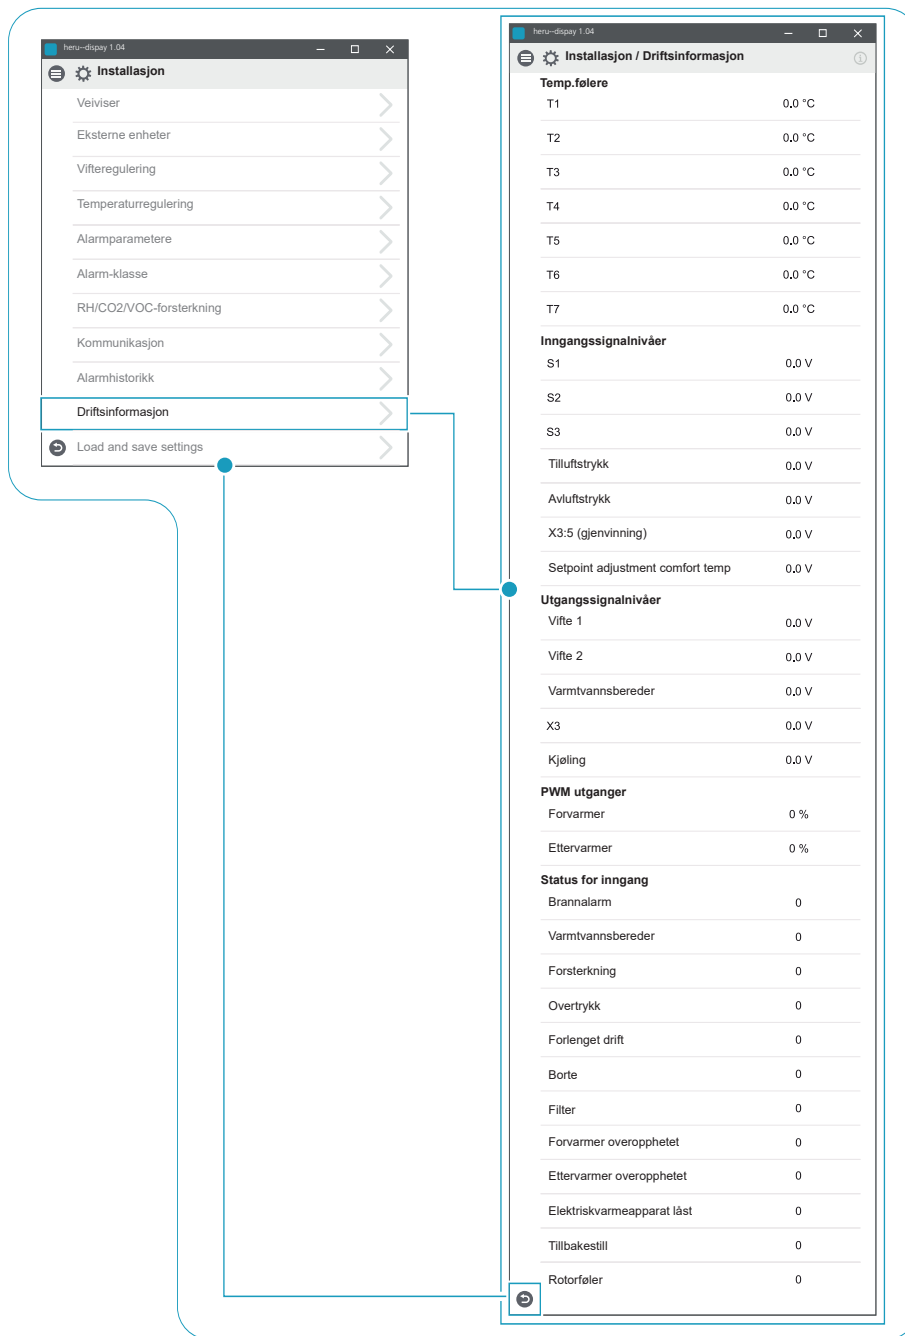 heru--dispay 1.04
Installasjon
Veiviser
Eksterne enheter
Vifteregulering
Temperaturregulering
Alarmparametere
Alarm-klasse
RH/CO2/VOC-forsterkning
Kommunikasjon
Alarmhistorikk
Driftsinformasjon
Load and save settings
heru--dispay 1.04
Installasjon / Driftsinformasjon
Temp.følere
T1 0.0 °C
T2 0.0 °C
T3 0.0 °C
T4 0.0 °C
T5 0.0 °C
T6 0.0 °C
T7 0.0 °C
Inngangssignalnivåer
S1 0.0 V
S2 0.0 V
S3 0.0 V
Tilluftstrykk 0.0 V
Avluftstrykk 0.0 V
X3:5 (gjenvinning) 0.0 V
Setpoint adjustment comfort temp 0.0 V
Utgangssignalnivåer
Vifte 1 0.0 V
Vifte 2 0.0 V
Varmtvannsbereder 0.0 V
X3 0.0 V
Kjøling 0.0 V
PWM utganger
Forvarmer 0 %
Ettervarmer 0 %
Status for inngang
Brannalarm 0
Varmtvannsbereder 0
Forsterkning 0
Overtrykk 0
Forlenget drift 0
Borte 0
Filter 0
Forvarmer overopphetet 0
Ettervarmer overopphetet 0
Elektriskvarmeapparat låst 0
Tillbakestill 0
Rotorføler 0